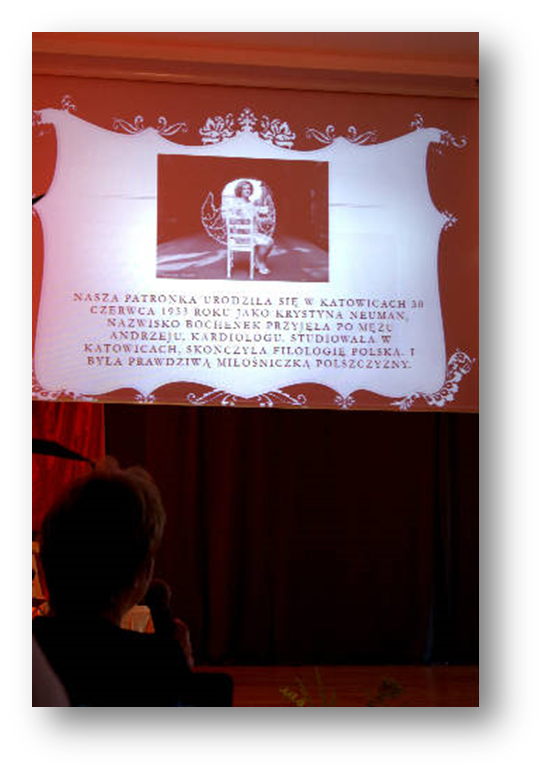 NASZA PATRONKA URODZIŁA SIĘ W KATOWICACH 30
CZERWCA 1953 ROKU JAKO KRYSTYNA NEUMAN,
NAZWISKO BOCHENEK PRZYJĘŁA PO MĘŻU
ANDRZEJU, KARDIOLOGU. STUDIOWAŁA W
KATOWICACH, SKOŃCZYŁA FILOLOGIĘ POLSKĄ. I
BYŁA PRAWDZIWĄ MIŁOŚNICZKĄ POLSZCZYZNY.